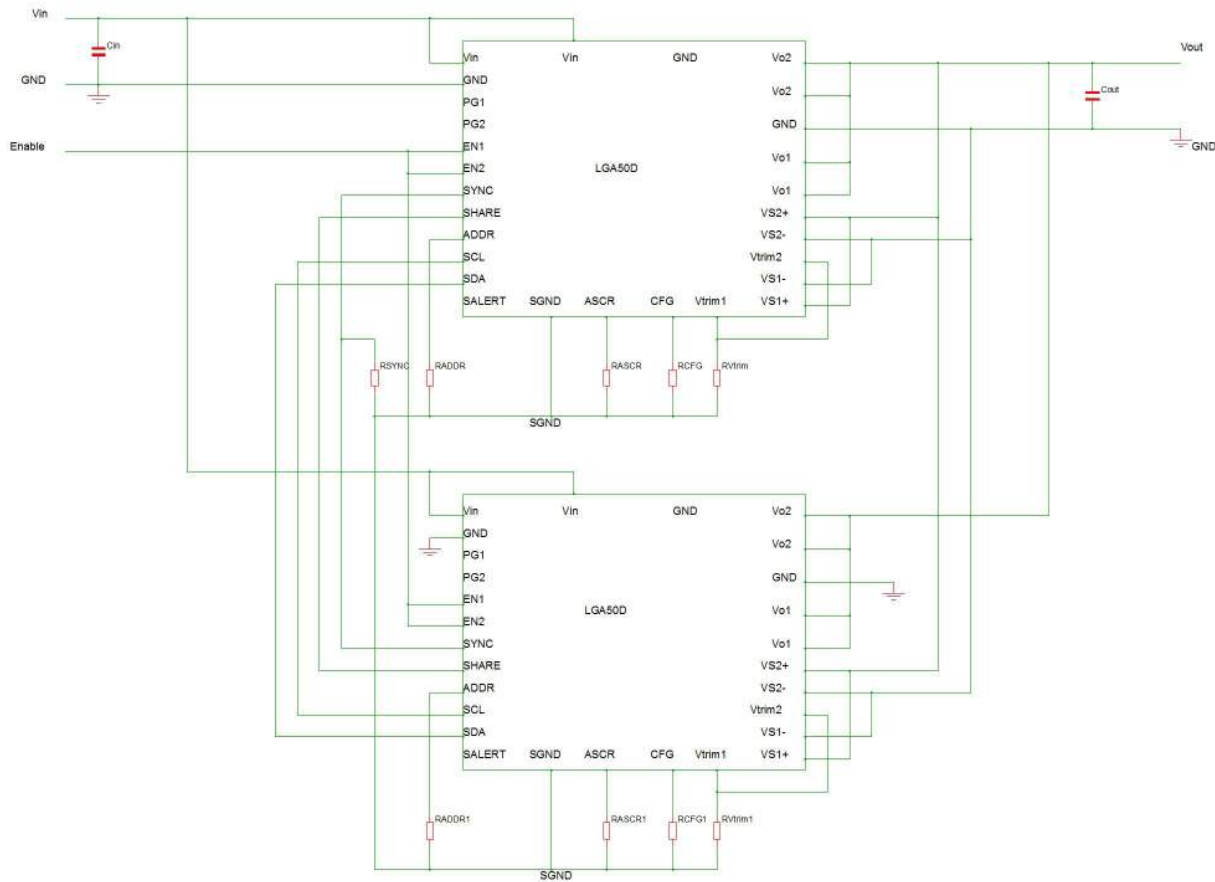 Vin
Cin
GND
Enable
Vin
GND
PG1
PG2
EN1
EN2
SYNC
SHARE
ADDR
SCL
SDA
SALERT
Vin
GND
LGA50D
SGND
ASCR
CFG
Vtrim1
Vo2
Vo2
GND
Vo1
Vo1
VS2+
VS2-
Vtrim2
VS1-
VS1+
Vout
Cout
GND
RSYNC
RADDR
RASCR
RCFG
RVtrim
SGND
Vin
GND
PG1
PG2
EN1
EN2
SYNC
SHARE
ADDR
SCL
SDA
SALERT
Vin
GND
LGA50D
SGND
ASCR
CFG
Vtrim1
Vo2
Vo2
GND
Vo1
Vo1
VS2+
VS2-
Vtrim2
VS1-
VS1+
RADDR1
RASCR1
RCFG1
RVtrim1
SGND